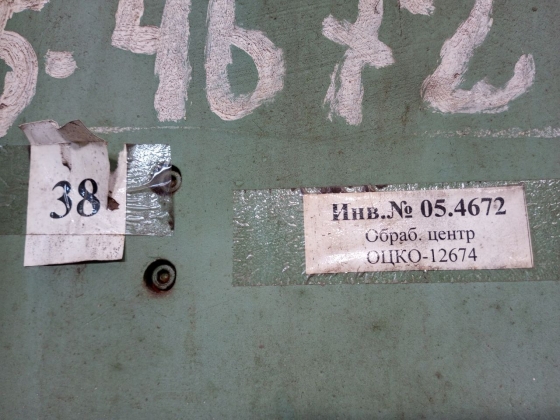 5.4672
38
Инв.№ 05.4672
Обраб. центр
ОЦКО-12674